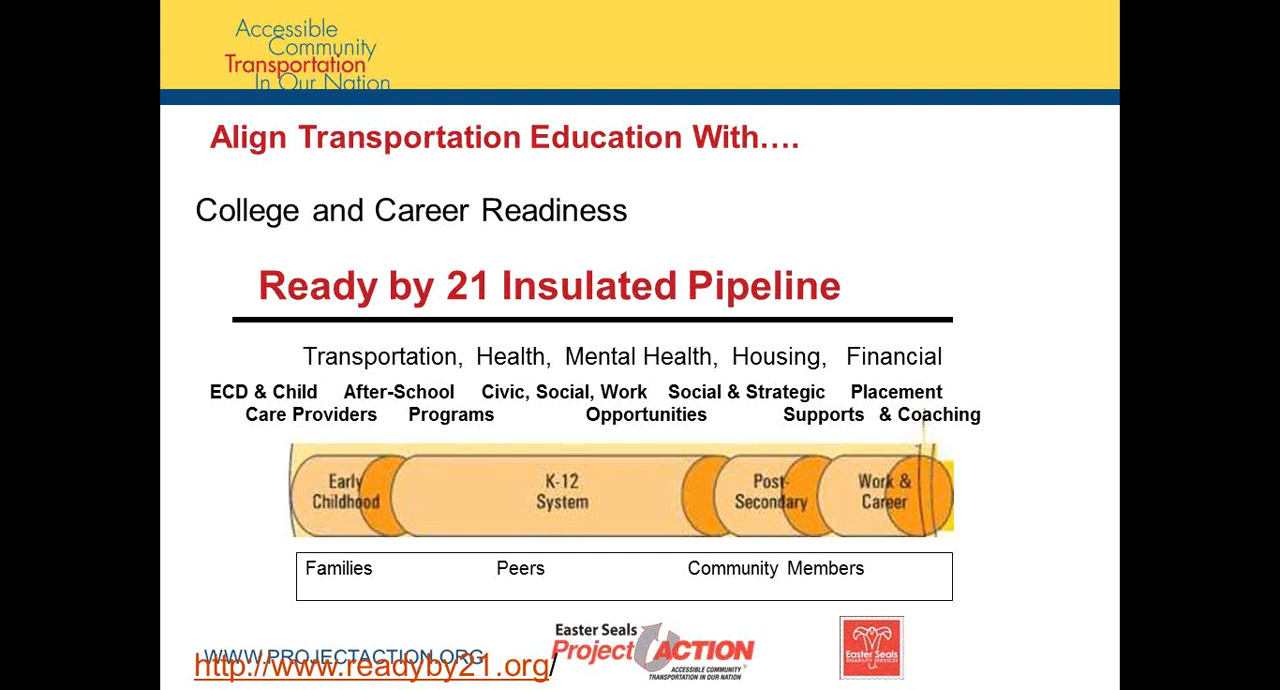 Accessible
Community
Transportation
In Our Nation
Align Transportation Education With….
College and Career Readiness
Ready by 21 Insulated Pipeline
Transportation, Health, Mental Health, Housing, Financial
ECD & Child After-School Civic, Social, Work Social & Strategic Placement
Care Providers Programs Opportunities Supports & Coaching
Early Childhood
K-12 System
Post-Secondary
Work & Career
Families Peers Community Members
WWW.PROJECTACTION.ORG
http://www.readyby21.org/
Easter Seals
Project ACTION
ACCESSIBLE COMMUNITY
TRANSPORTATION IN OUR NATION
Easter Seals
DISABILITY SERVICES